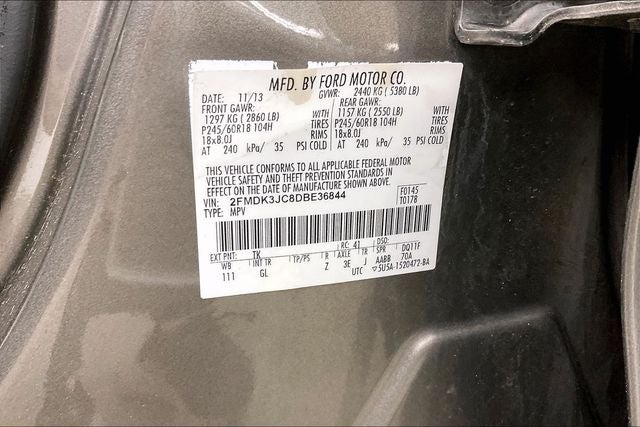 MFD. BY FORD MOTOR CO.
DATE: 11/13 GVWR: 2440 KG ( 5380 LB)
FRONT GAWR: REAR GAWR:
1297 KG ( 2860 LB) WITH 1157 KG ( 2550 LB) WITH
P245/60R18 104H TIRES P245/60R18 104H TIRES
18x8.0J RIMS 18x8.0J RIMS
AT 240 kPa/ 35 PSI COLD AT 240 kPa/ 35 PSI COLD
THIS VEHICLE CONFORMS TO ALL APPLICABLE FEDERAL MOTOR
VEHICLE SAFETY AND THEFT PREVENTION STANDARDS IN
EFFECT ON THE DATE OF MANUFACTURE SHOWN ABOVE.
VIN: 2FMDK3JC8DBE36844 F0145
TYPE: MPV T0178
EXT PNT: TK RC: 41 DSO:
WB INT TR TP/PS R AXLE TR SPR DQ11F
111 GL Z 3E J AABB 70A
UTC ▽5U5A-1520472-BA